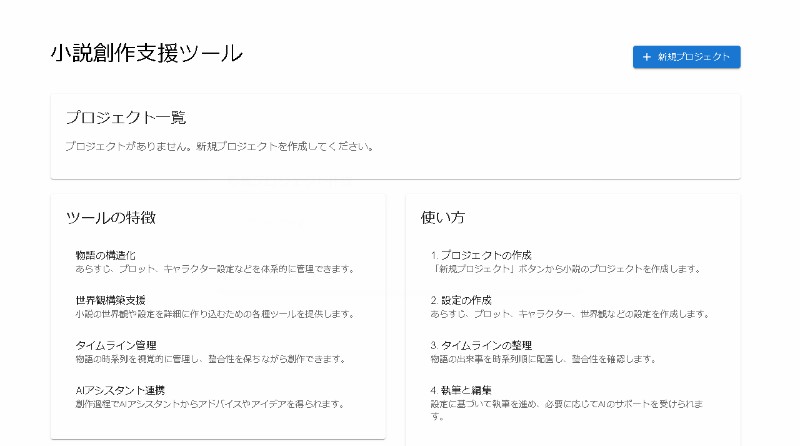 小説創作支援ツール
+ 新規プロジェクト
プロジェクト一覧
プロジェクトがありません。新規プロジェクトを作成してください。
ツールの特徴
物語の構造化
あらすじ、プロット、キャラクター設定などを体系的に管理できます。
世界観構築支援
小説の世界観や設定を詳細に作り込むための各種ツールを提供します。
タイムライン管理
物語の時系列を視覚的に管理し、整合性を保ちながら創作できます。
AIアシスタント連携
創作過程でAIアシスタントからアドバイスやアイデアを得られます。
使い方
1. プロジェクトの作成
「新規プロジェクト」ボタンから小説のプロジェクトを作成します。
2. 設定の作成
あらすじ、プロット、キャラクター、世界観などの設定を作成します。
3. タイムラインの整理
物語の出来事を時系列順に配置し、整合性を確認します。
4. 執筆と編集
設定に基づいて執筆を進め、必要に応じてAIのサポートを受けられま
す。